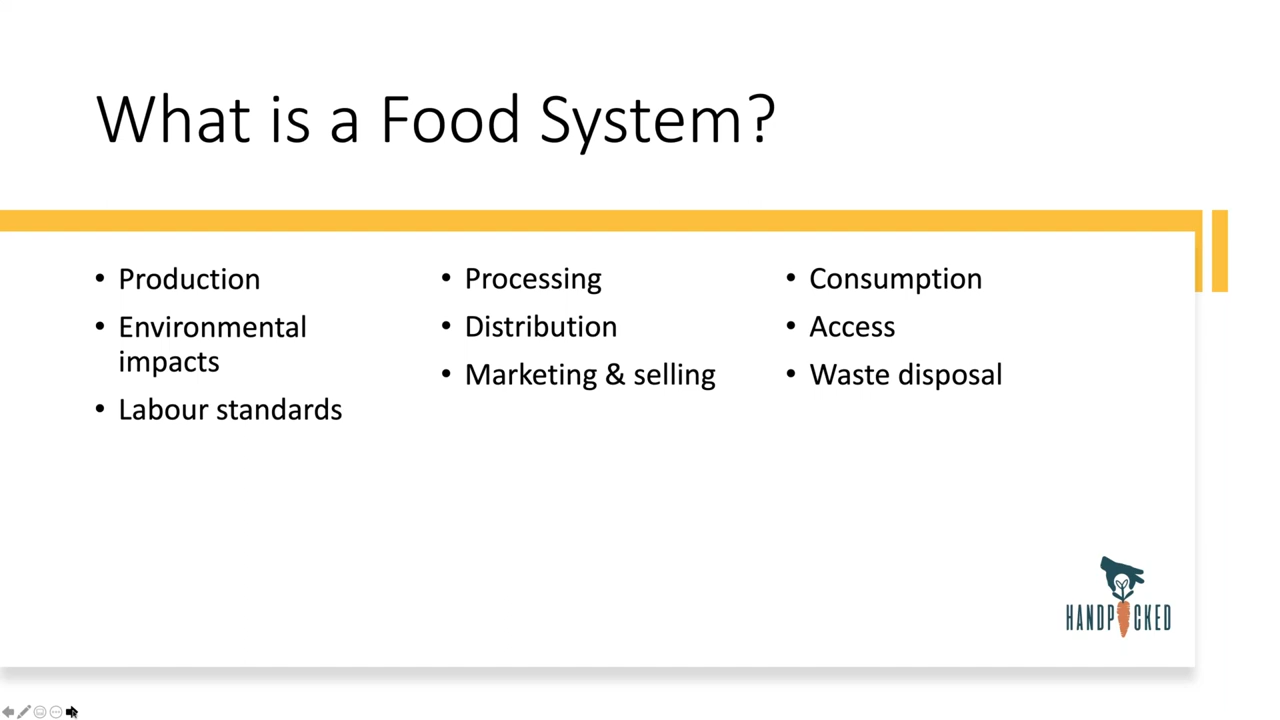 What is a Food System?
• Production
• Environmental
impacts
• Labour standards
• Processing
• Distribution
• Marketing & selling
• Consumption
• Access
• Waste disposal
HANDPICKED